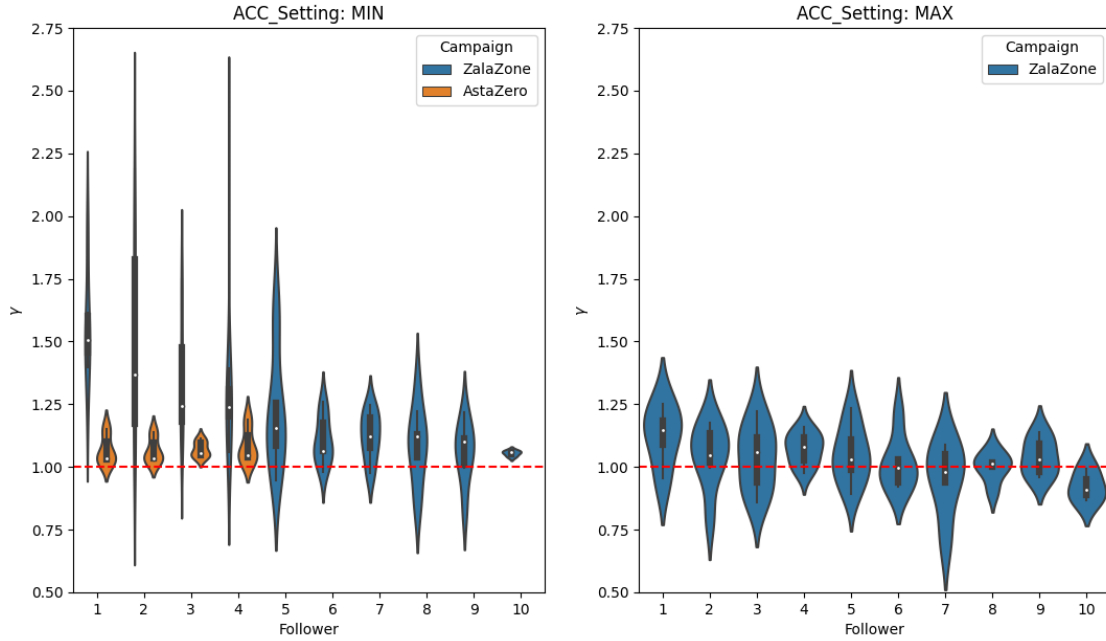 ACC_Setting: MIN
2.75
2.50
2.25
2.00
1.75
1.50
1.25
1.00
0.75
0.50
γ
Campaign
ZalaZone
AstaZero
1 2 3 4 5 6 7 8 9 10
Follower
ACC_Setting: MAX
2.75
2.50
2.25
2.00
1.75
1.50
1.25
1.00
0.75
0.50
γ
Campaign
ZalaZone
1 2 3 4 5 6 7 8 9 10
Follower